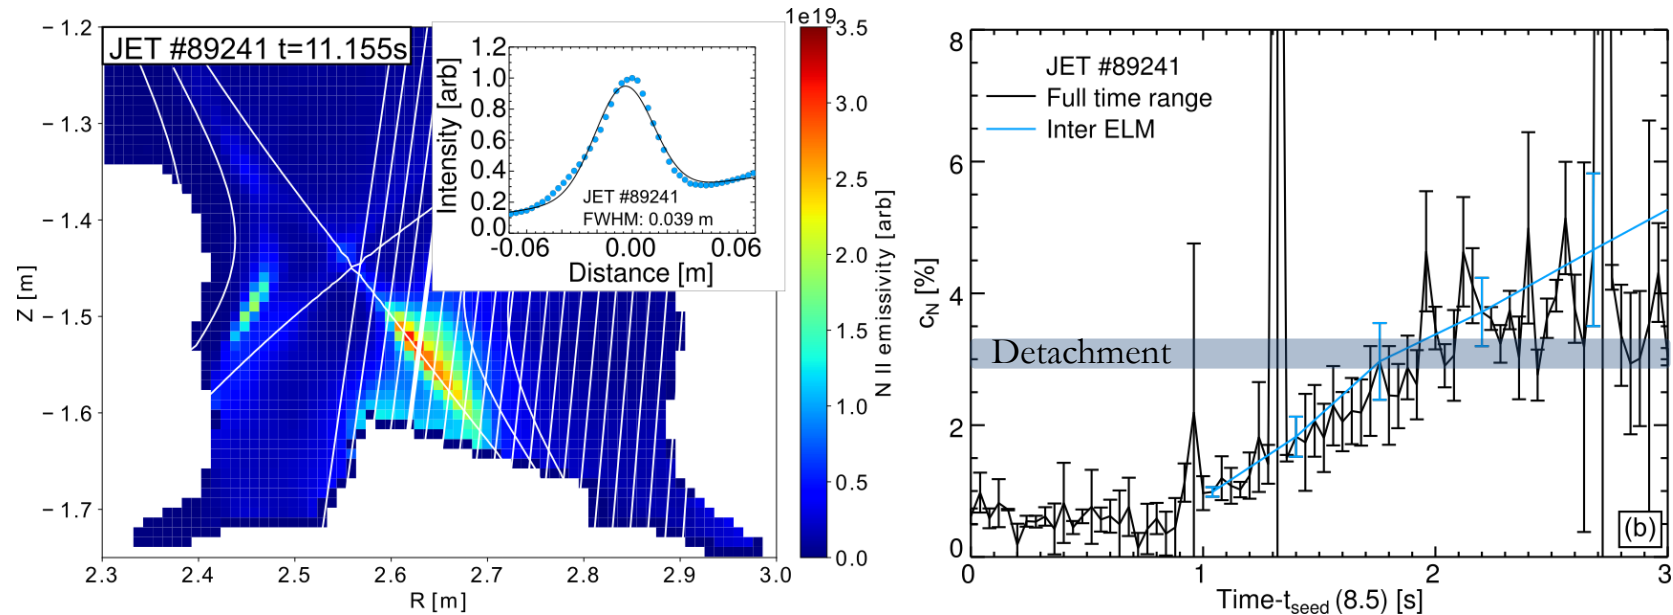 1e19
JET #89241 t=11.155s
− 1.2
− 1.3
− 1.4
− 1.5
− 1.6
− 1.7
Z [m]
2.3 2.4 2.5 2.6 2.7 2.8 2.9 3.0
R [m]
1.2
1.0
0.8
0.6
0.4
0.2
0.0
Intensity [arb]
JET #89241
FWHM: 0.039 m
-0.06 0.00 0.06
Distance [m]
3.5
3.0
2.5
2.0
1.5
1.0
0.5
0.0
N II emissivity [arb]
8
6
4
2
0
c_N [%]
JET #89241
Full time range
Inter ELM
Detachment
(b)
0 1 2 3
Time-t_seed (8.5) [s]